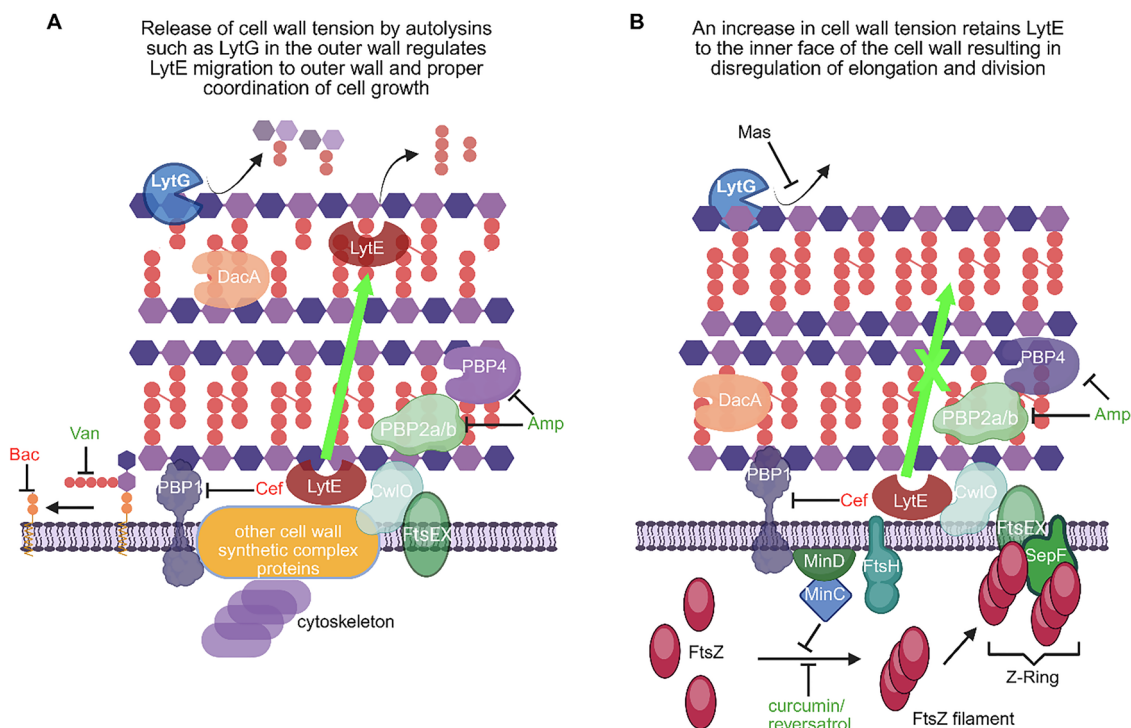 A
Release of cell wall tension by autolysins
such as LytG in the outer wall regulates
LytE migration to outer wall and proper
coordination of cell growth
LytG
LytE
DacA
PBP4
Amp
PBP2a/b
Van
Bac
PBP1
Cef
LytE
CwlO
FtsEX
other cell wall
synthetic complex
proteins
cytoskeleton
B
An increase in cell wall tension retains LytE
to the inner face of the cell wall resulting in
disregulation of elongation and division
Mas
LytG
PBP4
DacA
PBP2a/b
Amp
PBP1
Cef
LytE
CwlO
FtsEX
MinD
FtsH
SepF
MinC
FtsZ
Z-Ring
curcumin/
reversatrol
FtsZ filament